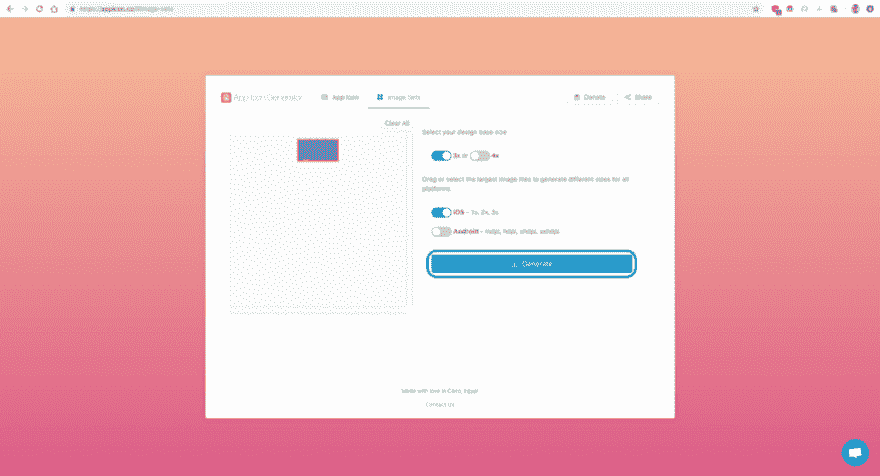 App Icon Generator
App Icon
Image Sets
Donate
Share
Clear All
Select your design base size
3x or
4x
Drag or select the largest image files to generate different sizes for all
platforms.
iOS - 1x, 2x, 3x
Android - mdpi, hdpi, xhdpi, xxhdpi
Generate
Made with love in Cairo, Egypt
Contact Us